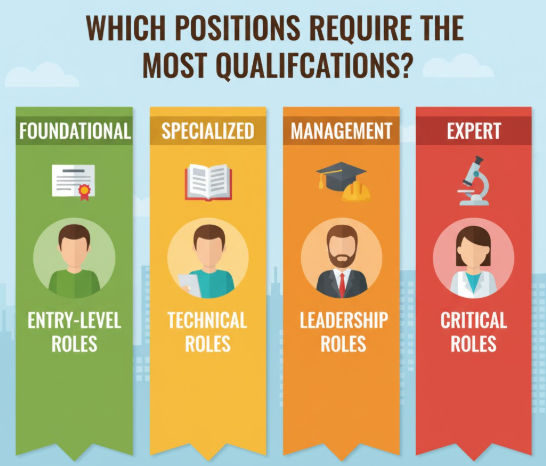 WHICH POSITIONS REQUIRE THE
MOST QUALIFCATIONS?
FOUNDATIONAL
ENTRY-LEVEL
ROLES
SPECIALIZED
TECHNICAL
ROLES
MANAGEMENT
LEADERSHIP
ROLES
EXPERT
CRITICAL
ROLES